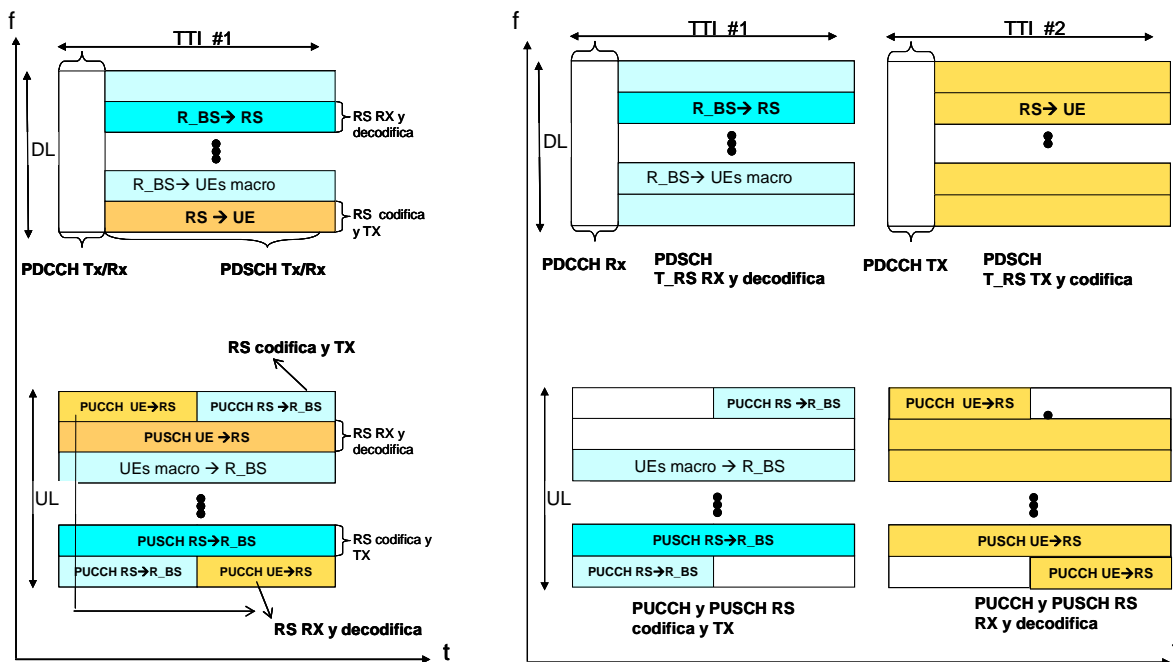 f
TTI #1
DL
R_BS→ RS
RS RX y
decodifica
R_BS→ UEs macro
RS → UE
RS codifica
y TX
PDCCH Tx/Rx
PDSCH Tx/Rx
RS codifica y TX
UL
PUCCH UE→RS
PUCCH RS →R_BS
PUSCH UE →RS
RS RX y
decodifica
UEs macro → R_BS
PUSCH RS→R_BS
RS codifica y
TX
PUCCH RS→R_BS
PUCCH UE→RS
RS RX y decodifica
t
f
TTI #1
TTI #2
DL
R_BS→ RS
R_BS→ UEs macro
RS→ UE
PDCCH Rx
PDSCH
T_RS RX y decodifica
PDCCH TX
PDSCH
T_RS TX y codifica
UL
PUCCH RS →R_BS
UEs macro → R_BS
PUSCH RS→R_BS
PUCCH RS→R_BS
PUCCH y PUSCH RS
codifica y TX
PUCCH UE→RS
PUSCH UE→RS
PUCCH UE→RS
PUCCH y PUSCH RS
RX y decodifica